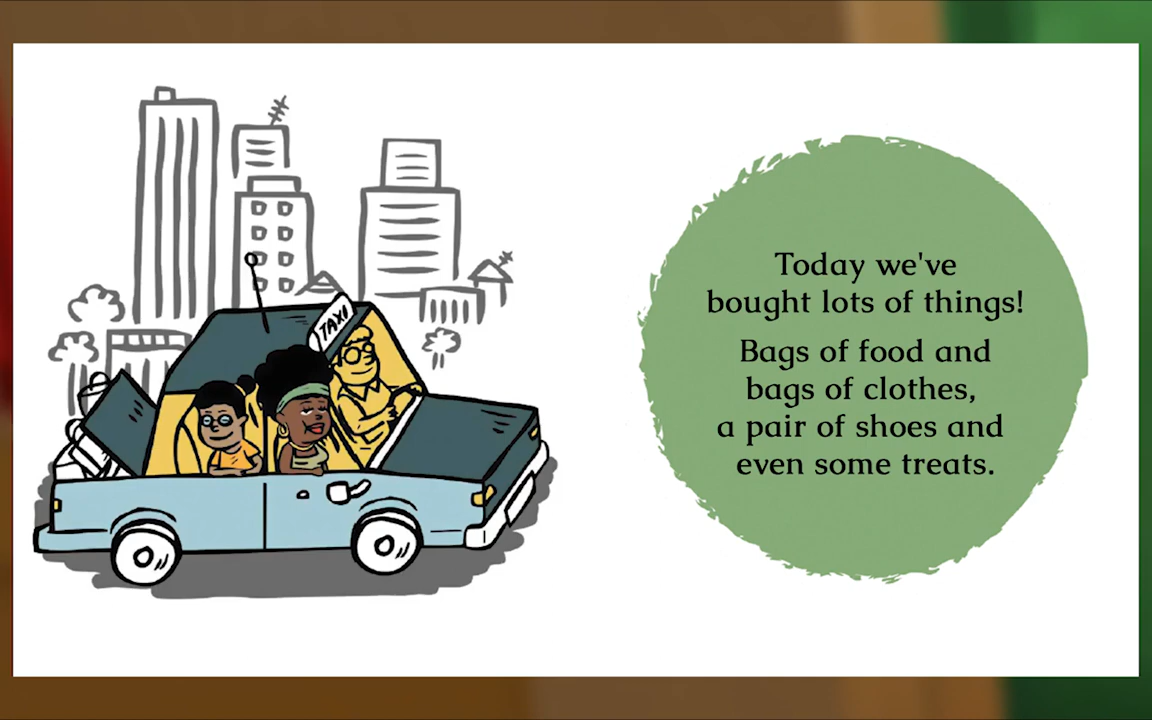 TAXI
Today we've
bought lots of things!
Bags of food and
bags of clothes,
a pair of shoes and
even some treats.